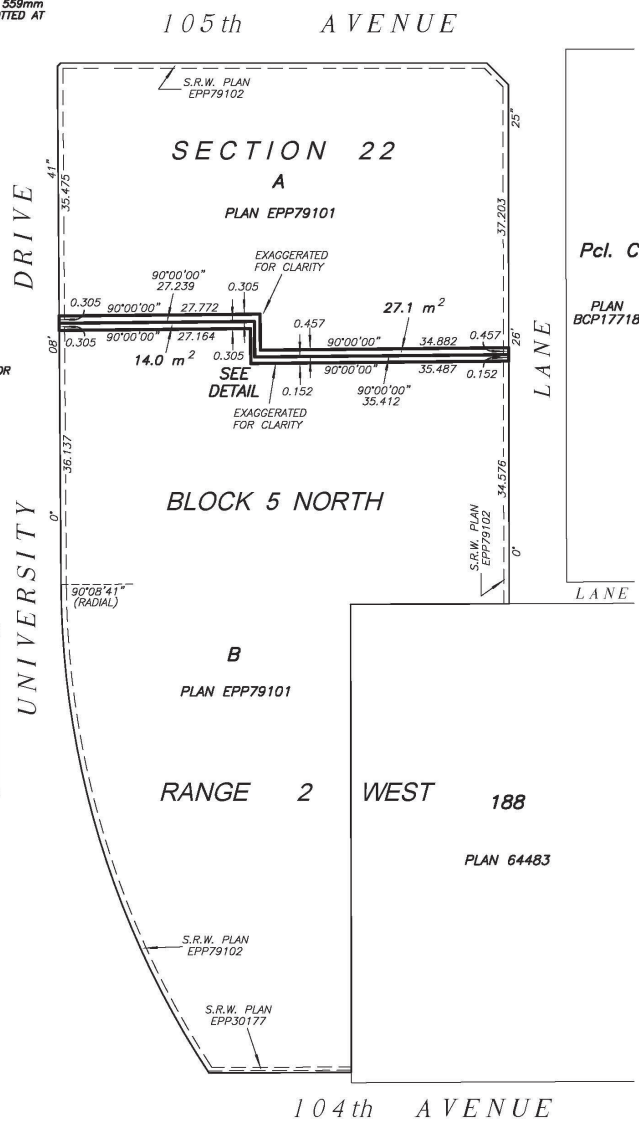 559mm
OTTED AT
105th AVENUE
S.R.W. PLAN
EPP79102
SECTION 22
A
PLAN EPP79101
41"
35.475
25"
37.203
DRIVE
Pcl. C
PLAN
BCP17718
EXAGGERATED
FOR CLARITY
0.305
90°00'00"
27.239
0.305
90°00'00" 27.772
27.1 m²
0.457
90°00'00" 34.882
0.457
08'
0.305
90°00'00" 27.164
14.0 m²
0.305
SEE
DETAIL
90°00'00" 35.487
0.152
0.152
90°00'00"
35.412
EXAGGERATED
FOR CLARITY
26'
LANE
OR
36.137
34.576
BLOCK 5 NORTH
0"
S.R.W. PLAN
EPP79102
0"
90°08'41"
(RADIAL)
LANE
UNIVERSITY
B
PLAN EPP79101
RANGE 2 WEST
188
PLAN 64483
S.R.W. PLAN
EPP79102
S.R.W. PLAN
EPP30177
104th AVENUE